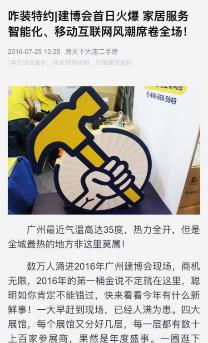 咋装特约|建博会首日火爆 家居服务
智能化、移动互联网风潮席卷全场！
2016-07-25 10:25 房天下大连二手房
400-659-5849
广州最近气温高达35度，热力全开，但是
全城最热的地方非这里莫属！
数万人涌进2016年广州建博会现场，商机
无限，2016年的第一桶金说不定就在这里，聪
明如你肯定不能错过，快来看看今年有什么新
鲜事！一大早赶到现场，已经人满为患。四大
展馆，每个展馆又分好几层，每一层都有数十
上百家参展商，果然是年度盛事。一圈逛下